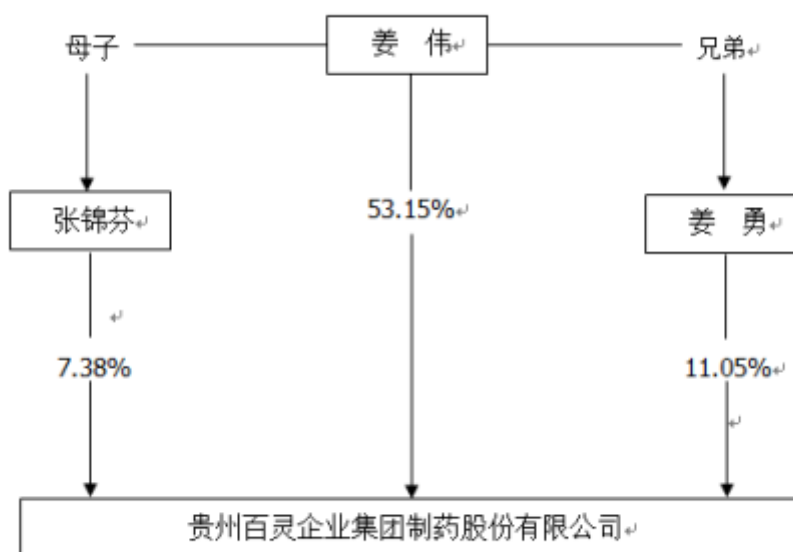 母子
姜 伟
兄弟
张锦芬
53.15%
姜 勇
7.38%
11.05%
贵州百灵企业集团制药股份有限公司